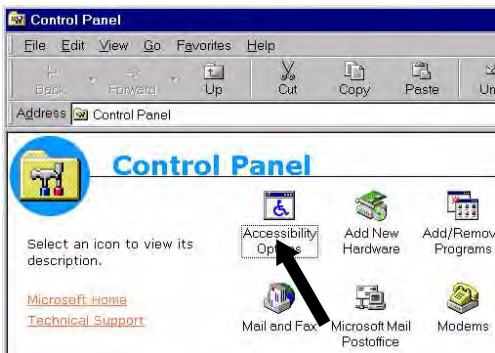 Control Panel
File Edit View Go Favorites Help
Back Forward Up Cut Copy Paste
Address Control Panel
Control Panel
Accessibility Add New Add/Remov
Hardware Programs
Select an icon to view its
description.
Microsoft Home
Technical Support
Mail and Fax Microsoft Mail Modems
Postoffice